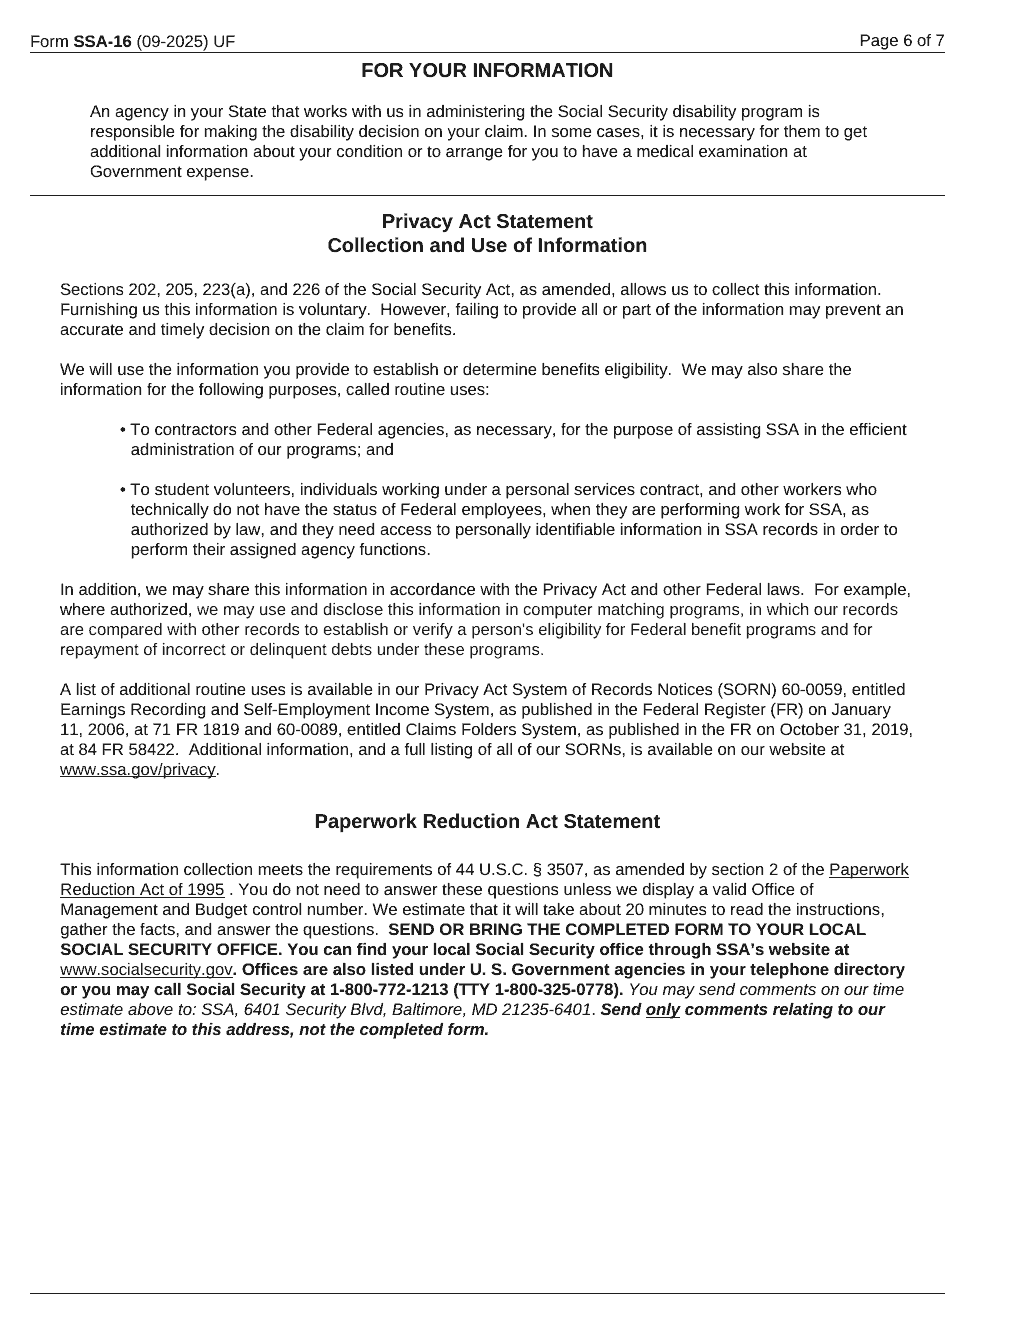 Form SSA-16 (09-2025) UF
Page 6 of 7
FOR YOUR INFORMATION
An agency in your State that works with us in administering the Social Security disability program is
responsible for making the disability decision on your claim. In some cases, it is necessary for them to get
additional information about your condition or to arrange for you to have a medical examination at
Government expense.
Privacy Act Statement
Collection and Use of Information
Sections 202, 205, 223(a), and 226 of the Social Security Act, as amended, allows us to collect this information.
Furnishing us this information is voluntary.  However, failing to provide all or part of the information may prevent an
accurate and timely decision on the claim for benefits.
We will use the information you provide to establish or determine benefits eligibility.  We may also share the
information for the following purposes, called routine uses:
• To contractors and other Federal agencies, as necessary, for the purpose of assisting SSA in the efficient
administration of our programs; and
• To student volunteers, individuals working under a personal services contract, and other workers who
technically do not have the status of Federal employees, when they are performing work for SSA, as
authorized by law, and they need access to personally identifiable information in SSA records in order to
perform their assigned agency functions.
In addition, we may share this information in accordance with the Privacy Act and other Federal laws.  For example,
where authorized, we may use and disclose this information in computer matching programs, in which our records
are compared with other records to establish or verify a person's eligibility for Federal benefit programs and for
repayment of incorrect or delinquent debts under these programs.
A list of additional routine uses is available in our Privacy Act System of Records Notices (SORN) 60-0059, entitled
Earnings Recording and Self-Employment Income System, as published in the Federal Register (FR) on January
11, 2006, at 71 FR 1819 and 60-0089, entitled Claims Folders System, as published in the FR on October 31, 2019,
at 84 FR 58422.  Additional information, and a full listing of all of our SORNs, is available on our website at
www.ssa.gov/privacy.
Paperwork Reduction Act Statement
This information collection meets the requirements of 44 U.S.C. § 3507, as amended by section 2 of the Paperwork
Reduction Act of 1995 . You do not need to answer these questions unless we display a valid Office of
Management and Budget control number. We estimate that it will take about 20 minutes to read the instructions,
gather the facts, and answer the questions.  SEND OR BRING THE COMPLETED FORM TO YOUR LOCAL
SOCIAL SECURITY OFFICE. You can find your local Social Security office through SSA's website at
www.socialsecurity.gov. Offices are also listed under U. S. Government agencies in your telephone directory
or you may call Social Security at 1-800-772-1213 (TTY 1-800-325-0778). You may send comments on our time
estimate above to: SSA, 6401 Security Blvd, Baltimore, MD 21235-6401. Send only comments relating to our
time estimate to this address, not the completed form.